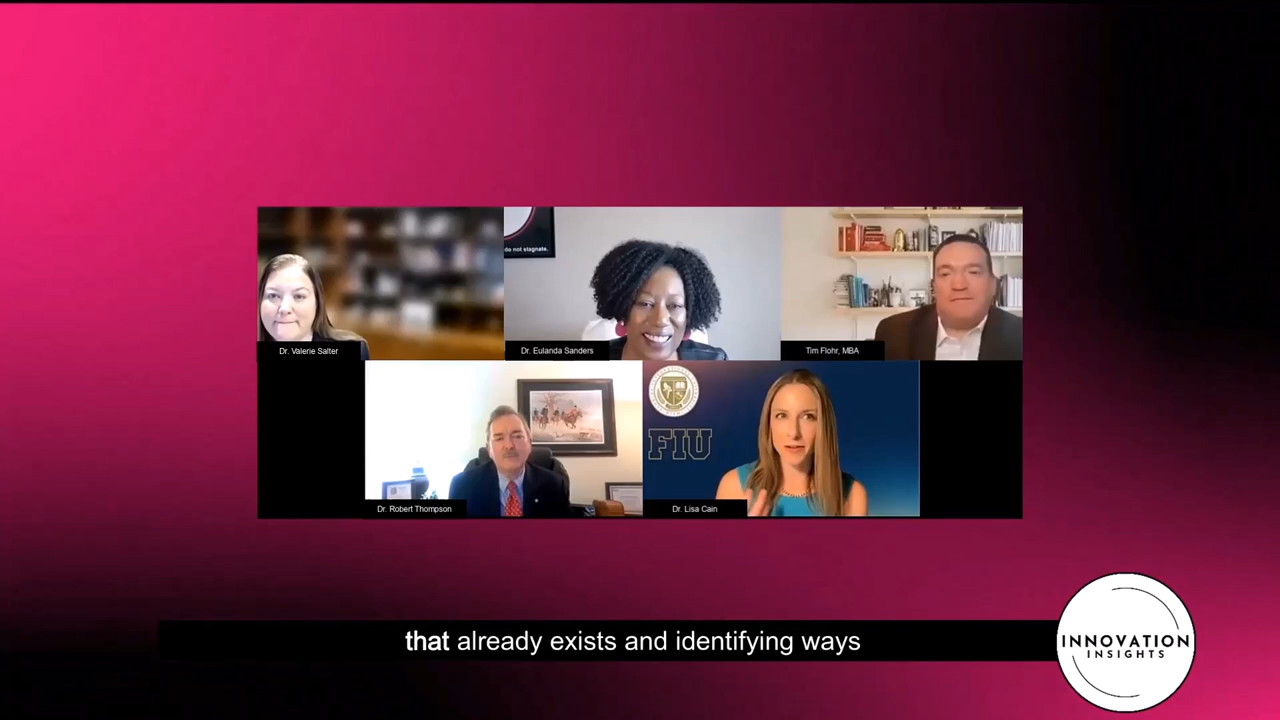 do not stagnate.
Dr. Valerie Salter
Dr. Eulanda Sanders
Tim Flohr, MBA
FIU
Dr. Robert Thompson
Dr. Lisa Cain
that already exists and identifying ways
INNOVATION
INSIGHTS